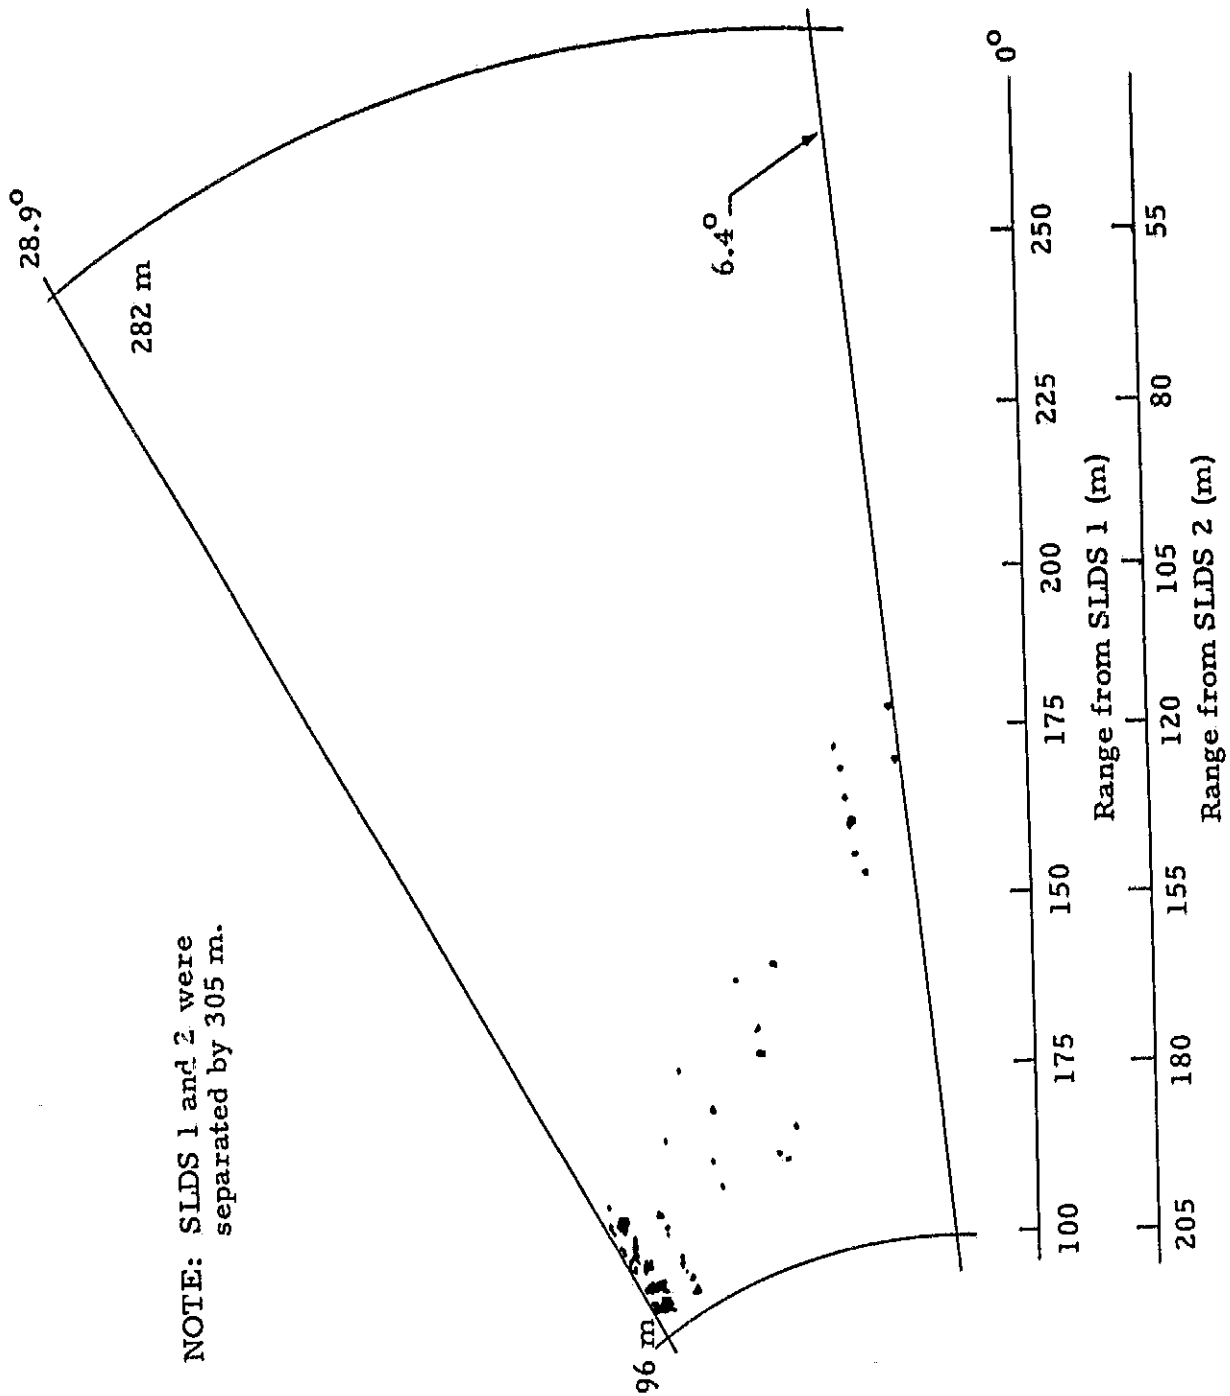 NOTE: SLDS 1 and 2 were
separated by 305 m.
28.9°
282 m
6.4°
96 m
0°
100 175 150 175 200 225 250
Range from SLDS 1 (m)
205 180 155 120 105 80 55
Range from SLDS 2 (m)